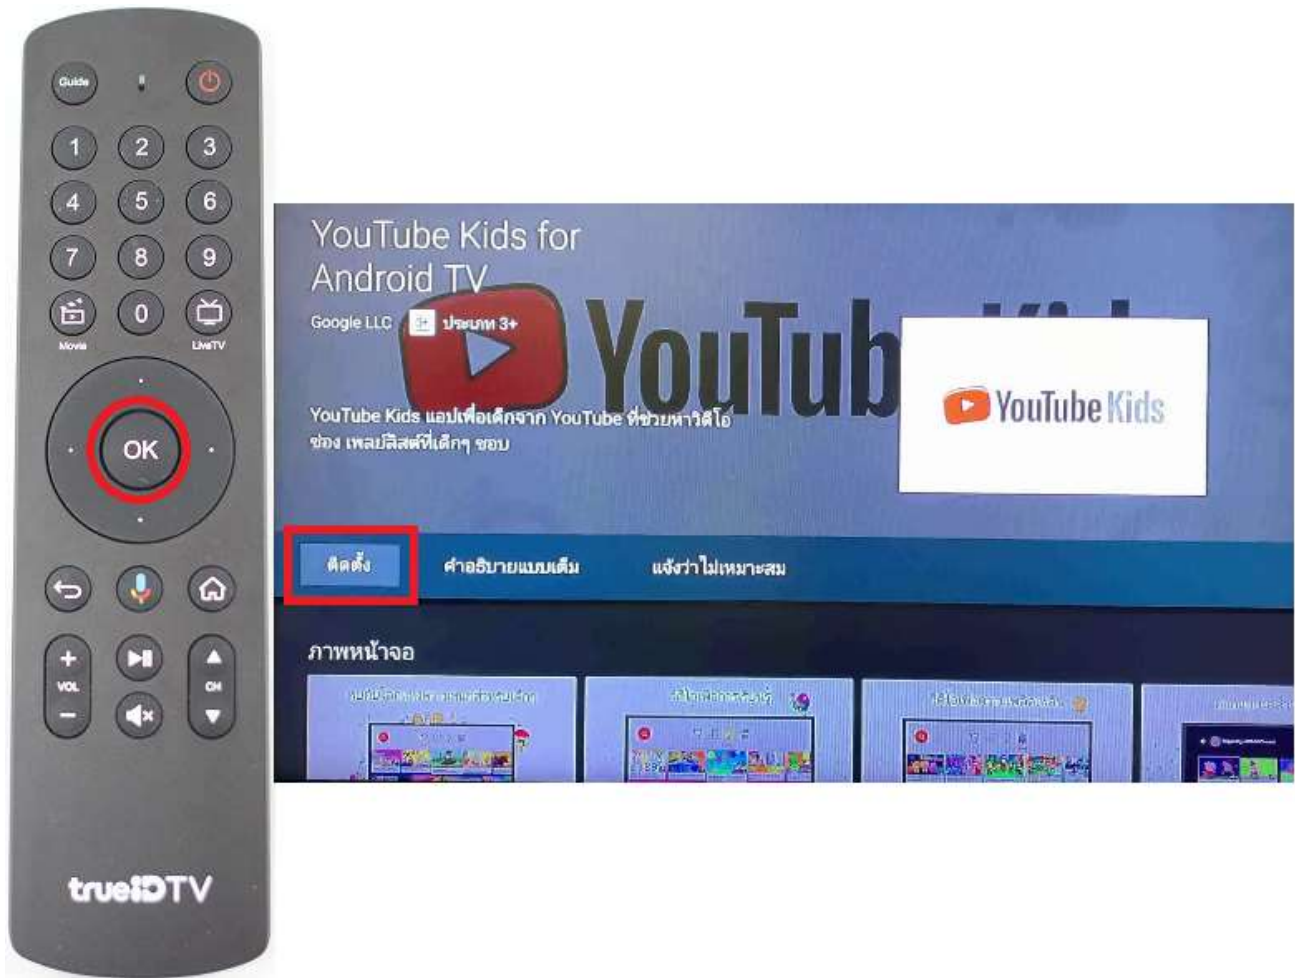 Guide
1 2 3
4 5 6
7 8 9
0
Movie
LiveTV
OK
VOL
CH
trueiDTV
YouTube Kids for
Android TV
Google LLC 3+ ประเภท 3+
YouTube
YouTube Kids แอปเพื่อเด็กจาก YouTube ที่ช่วยหาวิดีโอ
ช่อง เพลย์ลิสต์ที่เด็กๆ ชอบ
YouTube Kids
ติดตั้ง คำอธิบายแบบเต็ม แจ้งว่าไม่เหมาะสม
ภาพหน้าจอ